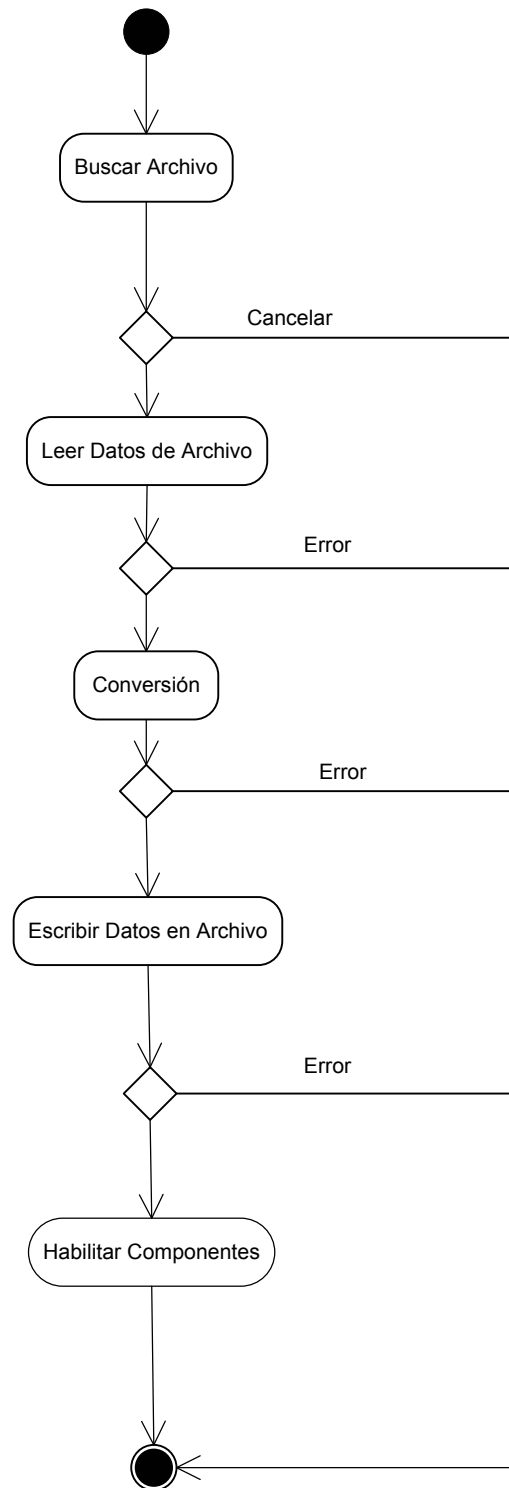 Buscar Archivo
Cancelar
Leer Datos de Archivo
Error
Conversión
Error
Escribir Datos en Archivo
Error
Habilitar Componentes